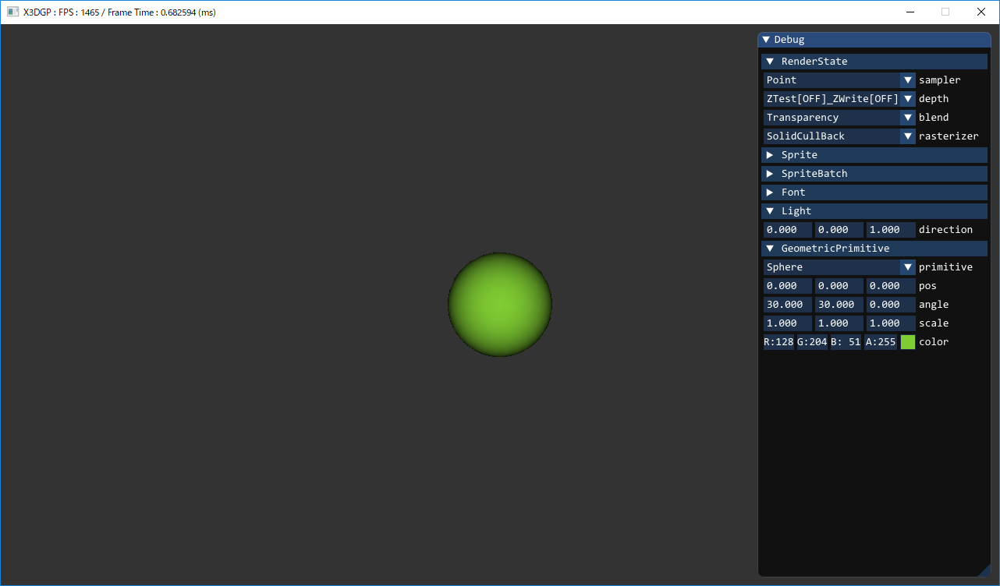 X3DGP : FPS : 1465 / Frame Time : 0.682594 (ms)
Debug
RenderState
Point sampler
ZTest[OFF]_ZWrite[OFF] depth
Transparency blend
SolidCullBack rasterizer
Sprite
SpriteBatch
Font
Light
0.000 0.000 1.000 direction
GeometricPrimitive
Sphere primitive
0.000 0.000 0.000 pos
30.000 30.000 0.000 angle
1.000 1.000 1.000 scale
R:128 G:204 B: 51 A:255 color